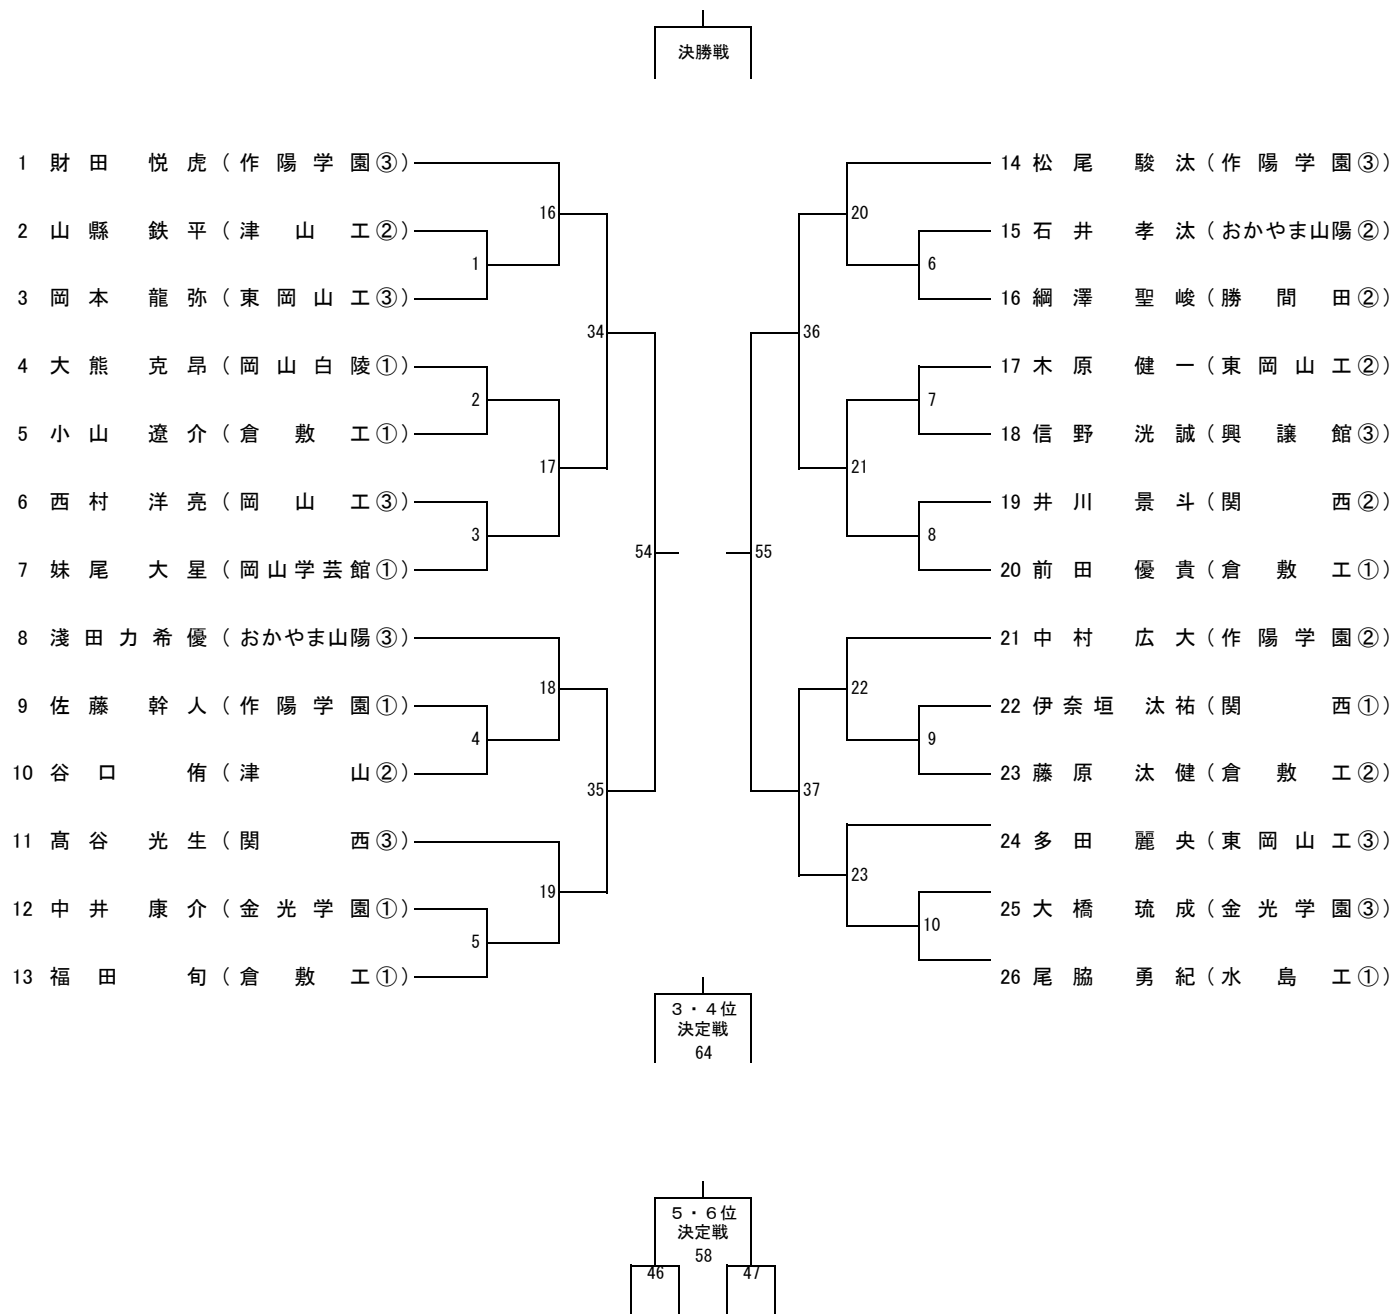 決勝戦
1 財田 悦虎（作陽学園③）
2 山縣 鉄平（津山工②）
3 岡本 龍弥（東岡山工③）
4 大熊 克昂（岡山白陵①）
5 小山 遼介（倉敷工①）
6 西村 洋亮（岡山工③）
7 妹尾 大星（岡山学芸館①）
8 淺田力希優（おかやま山陽③）
9 佐藤 幹人（作陽学園①）
10 谷口 侑（津山②）
11 髙谷 光生（関西③）
12 中井 康介（金光学園①）
13 福田 旬（倉敷工①）
16
1
34
2
17
3
54
18
4
35
19
5
14 松尾 駿汰（作陽学園③）
15 石井 孝汰（おかやま山陽②）
16 綱澤 聖峻（勝間田②）
17 木原 健一（東岡山工②）
18 信野 洸誠（興譲館③）
19 井川 景斗（関西②）
20 前田 優貴（倉敷工①）
21 中村 広大（作陽学園②）
22 伊奈垣 汰祐（関西①）
23 藤原 汰健（倉敷工②）
24 多田 麗央（東岡山工③）
25 大橋 琉成（金光学園③）
26 尾脇 勇紀（水島工①）
20
6
36
7
21
8
55
22
9
37
23
10
３・４位
決定戦
64
５・６位
決定戦
58
46 47